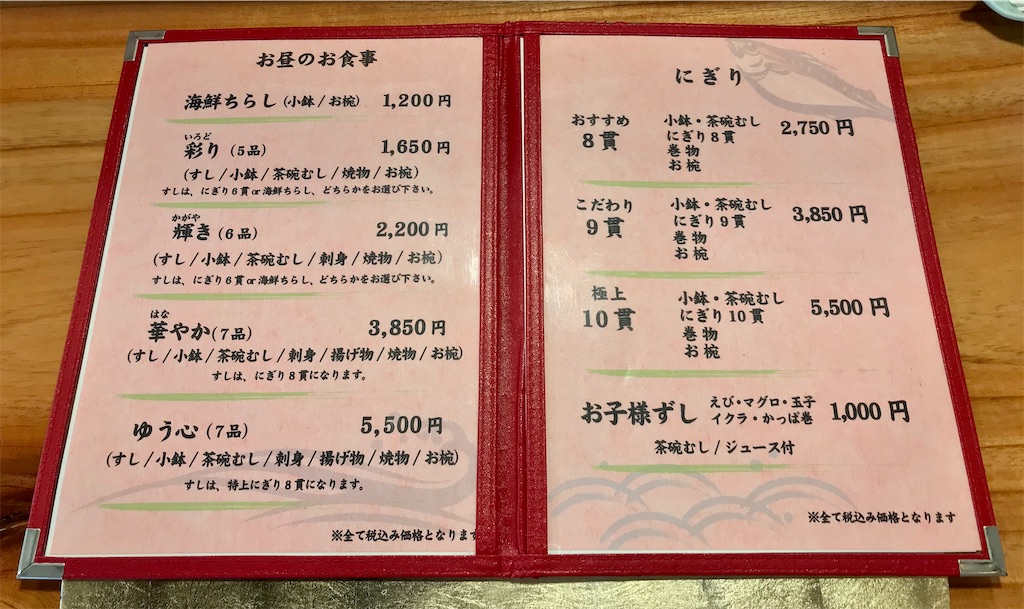 お昼のお食事
海鮮ちらし(小鉢/お椀) 1,200円
いろど
彩り(5品) 1,650円
(すし/小鉢/茶碗むし/焼物/お椀)
すしは、にぎり6貫or海鮮ちらし、どちらかをお選び下さい。
かがや
輝き(6品) 2,200円
(すし/小鉢/茶碗むし/刺身/焼物/お椀)
すしは、にぎり6貫or海鮮ちらし、どちらかをお選び下さい。
はな
華やか(7品) 3,850円
(すし/小鉢/茶碗むし/刺身/揚げ物/焼物/お椀)
すしは、にぎり8貫になります。
ゆう心(7品) 5,500円
(すし/小鉢/茶碗むし/刺身/揚げ物/焼物/お椀)
すしは、特上にぎり8貫になります。
※全て税込み価格となります
にぎり
おすすめ
8貫
小鉢・茶碗むし
にぎり8貫
巻物
お椀
2,750円
こだわり
9貫
小鉢・茶碗むし
にぎり9貫
巻物
お椀
3,850円
極上
10貫
小鉢・茶碗むし
にぎり10貫
巻物
お椀
5,500円
お子様ずし
えび・マグロ・玉子
イクラ・かっぱ巻
1,000円
茶碗むし/ジュース付
※全て税込み価格となります